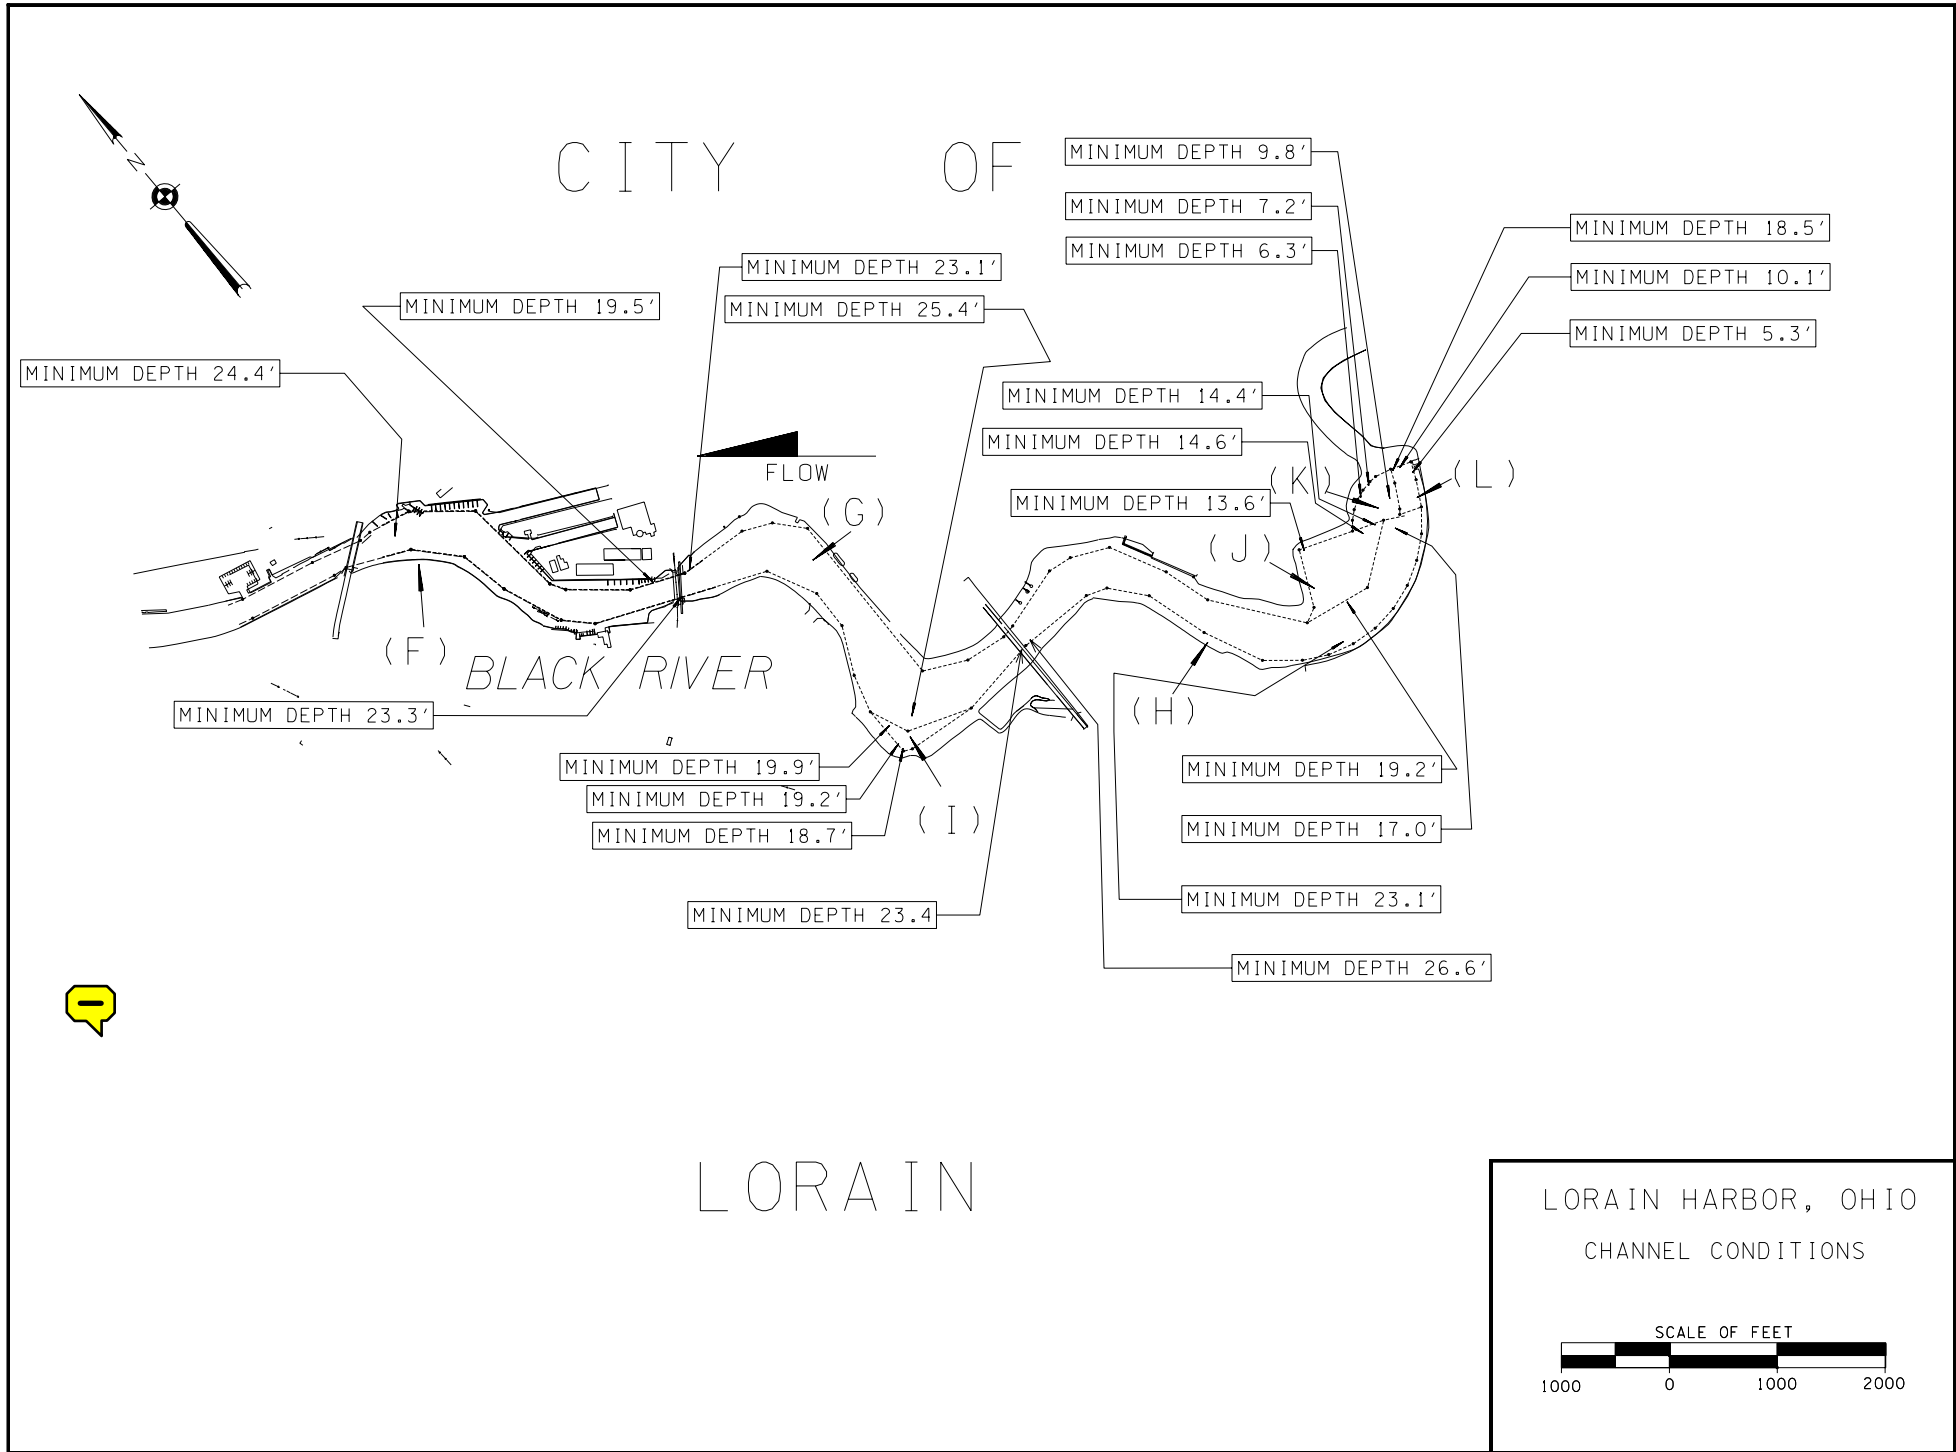 N
CITY OF
MINIMUM DEPTH 9.8′
MINIMUM DEPTH 7.2′
MINIMUM DEPTH 6.3′
MINIMUM DEPTH 18.5′
MINIMUM DEPTH 10.1′
MINIMUM DEPTH 5.3′
MINIMUM DEPTH 23.1′
MINIMUM DEPTH 25.4′
MINIMUM DEPTH 19.5′
MINIMUM DEPTH 24.4′
MINIMUM DEPTH 14.4′
MINIMUM DEPTH 14.6′
MINIMUM DEPTH 13.6′
FLOW
(K)
(L)
(G)
(J)
(F)
BLACK RIVER
(H)
MINIMUM DEPTH 23.3′
MINIMUM DEPTH 19.9′
MINIMUM DEPTH 19.2′
MINIMUM DEPTH 18.7′
(I)
MINIMUM DEPTH 19.2′
MINIMUM DEPTH 17.0′
MINIMUM DEPTH 23.1′
MINIMUM DEPTH 23.4
MINIMUM DEPTH 26.6′
LORAIN
LORAIN HARBOR, OHIO
CHANNEL CONDITIONS
SCALE OF FEET
1000 0 1000 2000